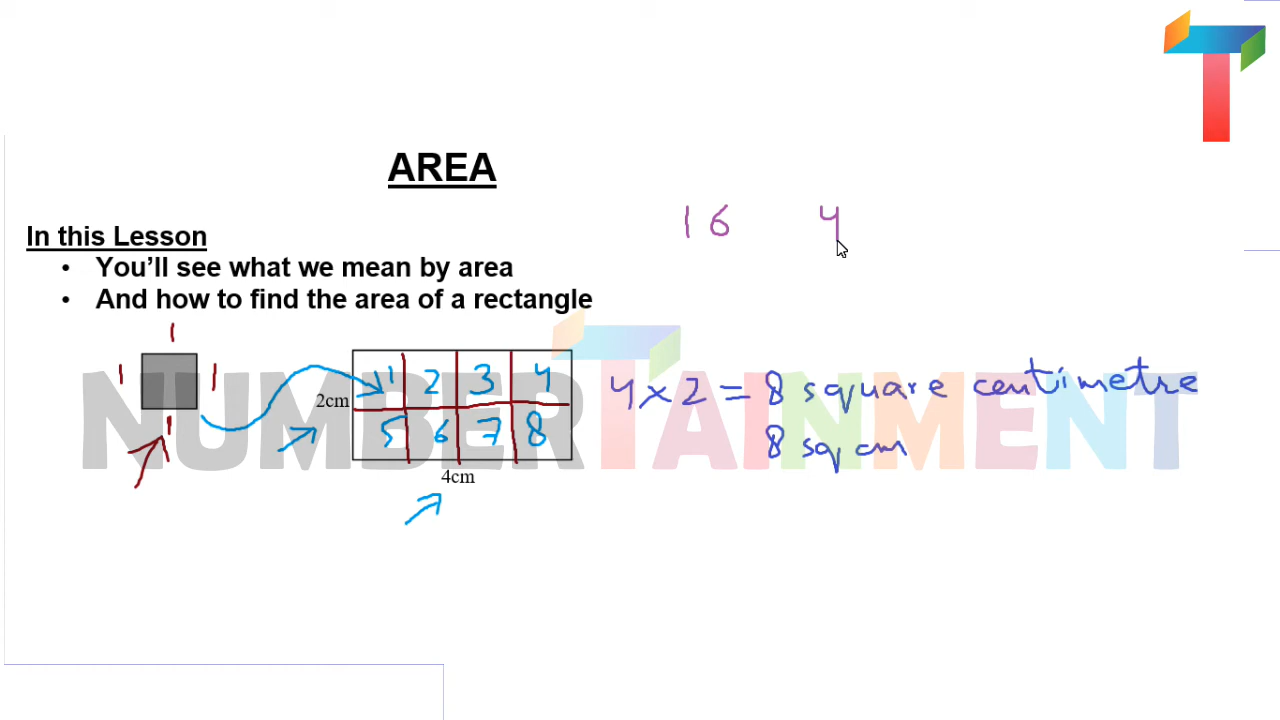 AREA
16 4
In this Lesson
• You'll see what we mean by area
• And how to find the area of a rectangle
1
1 1
1
2cm
1 2 3 4
5 6 7 8
4cm
4 x 2 = 8 square centimetre
8 sq cm
NUMBERTAINMENT